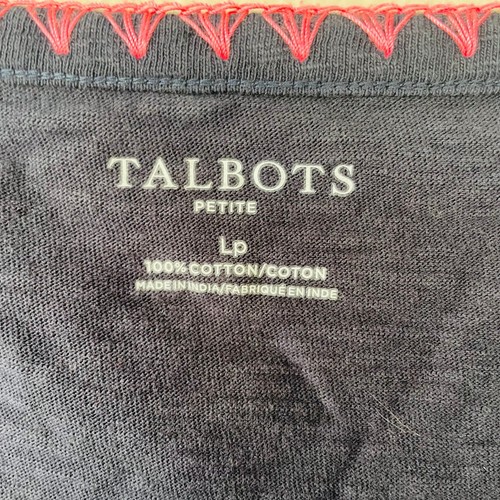 TALBOTS
PETITE
Lp
100% COTTON/COTON
MADE IN INDIA/FABRIQUÉ EN INDE